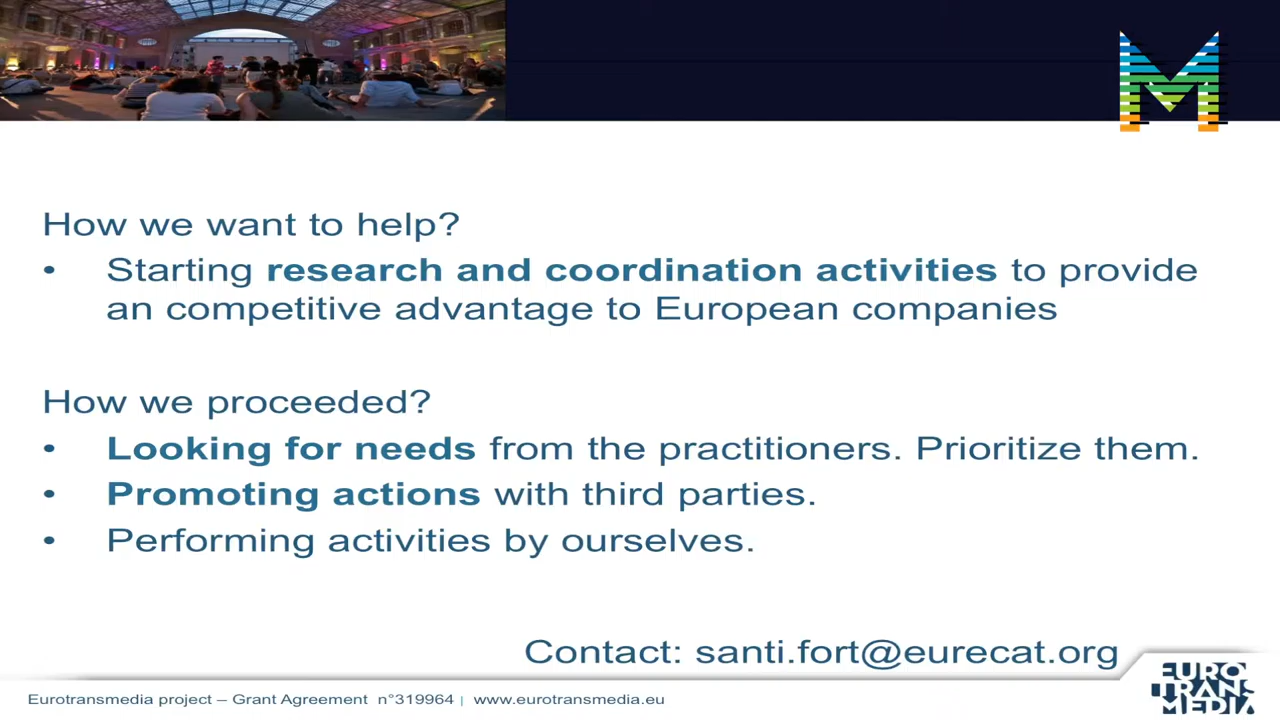 M
How we want to help?
• Starting research and coordination activities to provide
an competitive advantage to European companies
How we proceeded?
• Looking for needs from the practitioners. Prioritize them.
• Promoting actions with third parties.
• Performing activities by ourselves.
Contact: santi.fort@eurecat.org
Eurotransmedia project – Grant Agreement n°319964 | www.eurotransmedia.eu
EURO
TRANS
MEDIA